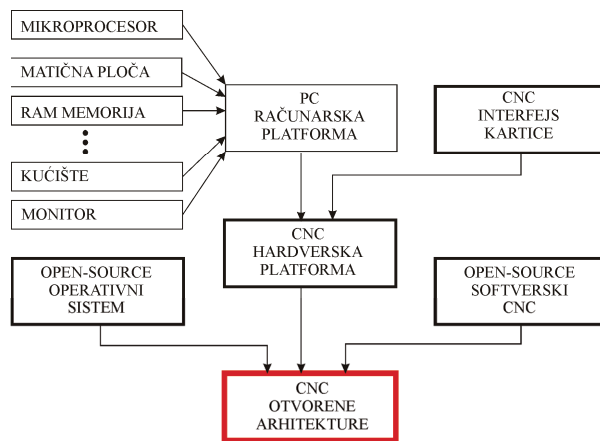 MIKROPROCESOR
MATIČNA PLOČA
RAM MEMORIJA
KUĆIŠTE
MONITOR
PC
RAČUNARSKA
PLATFORMA
CNC
INTERFEJS
KARTICE
CNC
HARDVERSKA
PLATFORMA
OPEN-SOURCE
OPERATIVNI
SISTEM
OPEN-SOURCE
SOFTVERSKI
CNC
CNC
OTVORENE
ARHITEKTURE